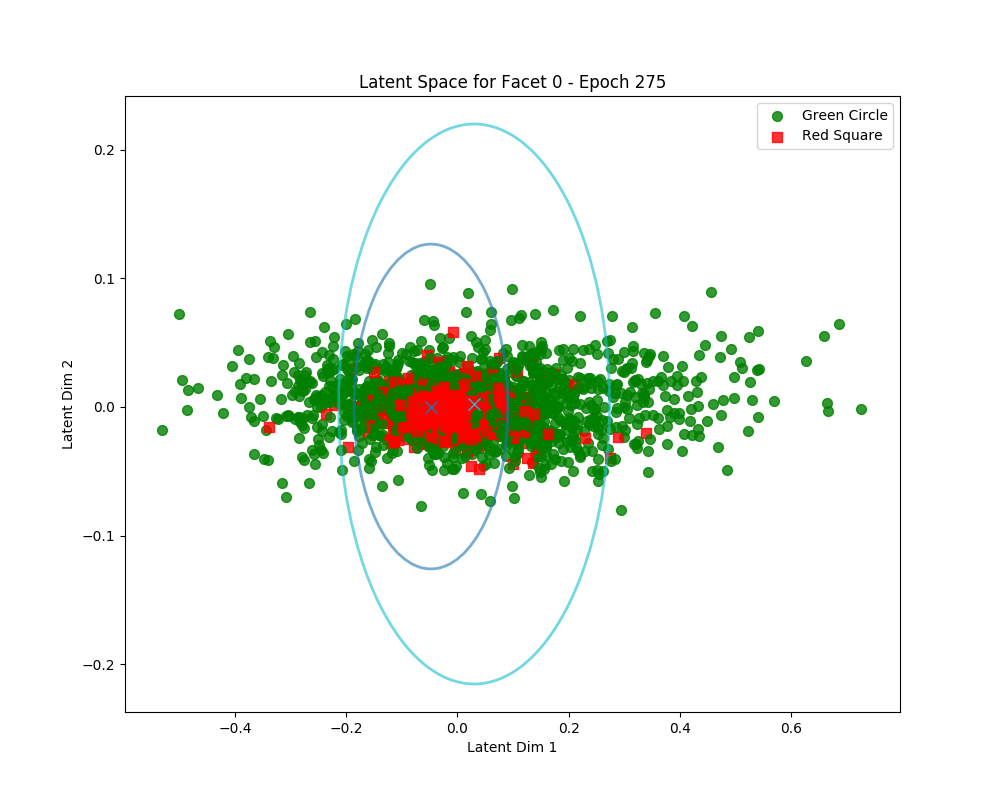 Latent Space for Facet 0 - Epoch 275
Green Circle
Red Square
0.2
0.1
0.0
−0.1
−0.2
Latent Dim 2
−0.4
−0.2
0.0
0.2
0.4
0.6
Latent Dim 1